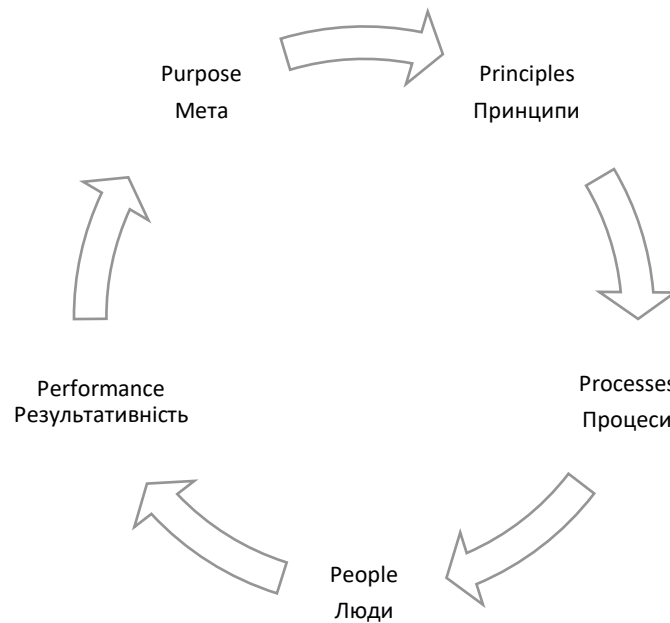 Purpose
Мета
Principles
Принципи
Processes
Процеси
People
Люди
Performance
Результативність